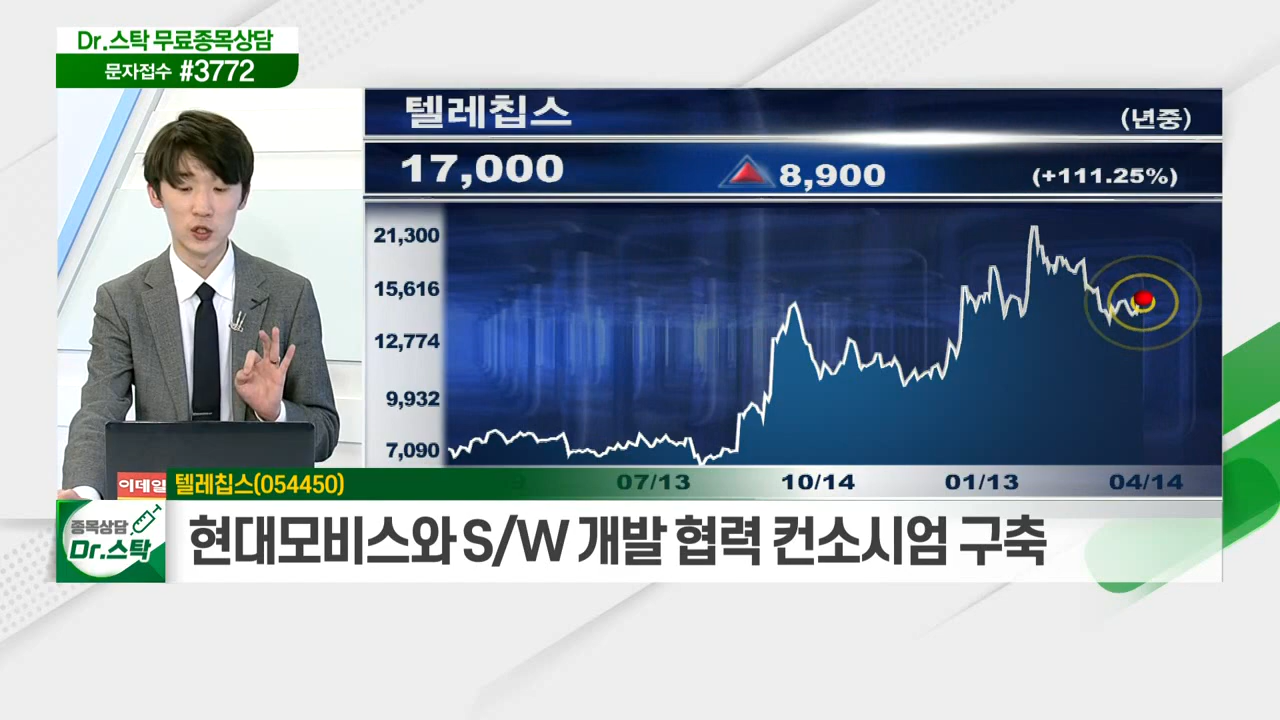 Dr.스탁 무료종목상담
문자접수 #3772
텔레칩스
(년중)
17,000
8,900
(+111.25%)
21,300
15,616
12,774
9,932
7,090
07/13
10/14
01/13
04/14
이데일
텔레칩스(054450)
종목상담
Dr.스탁
현대모비스와 S/W 개발 협력 컨소시엄 구축